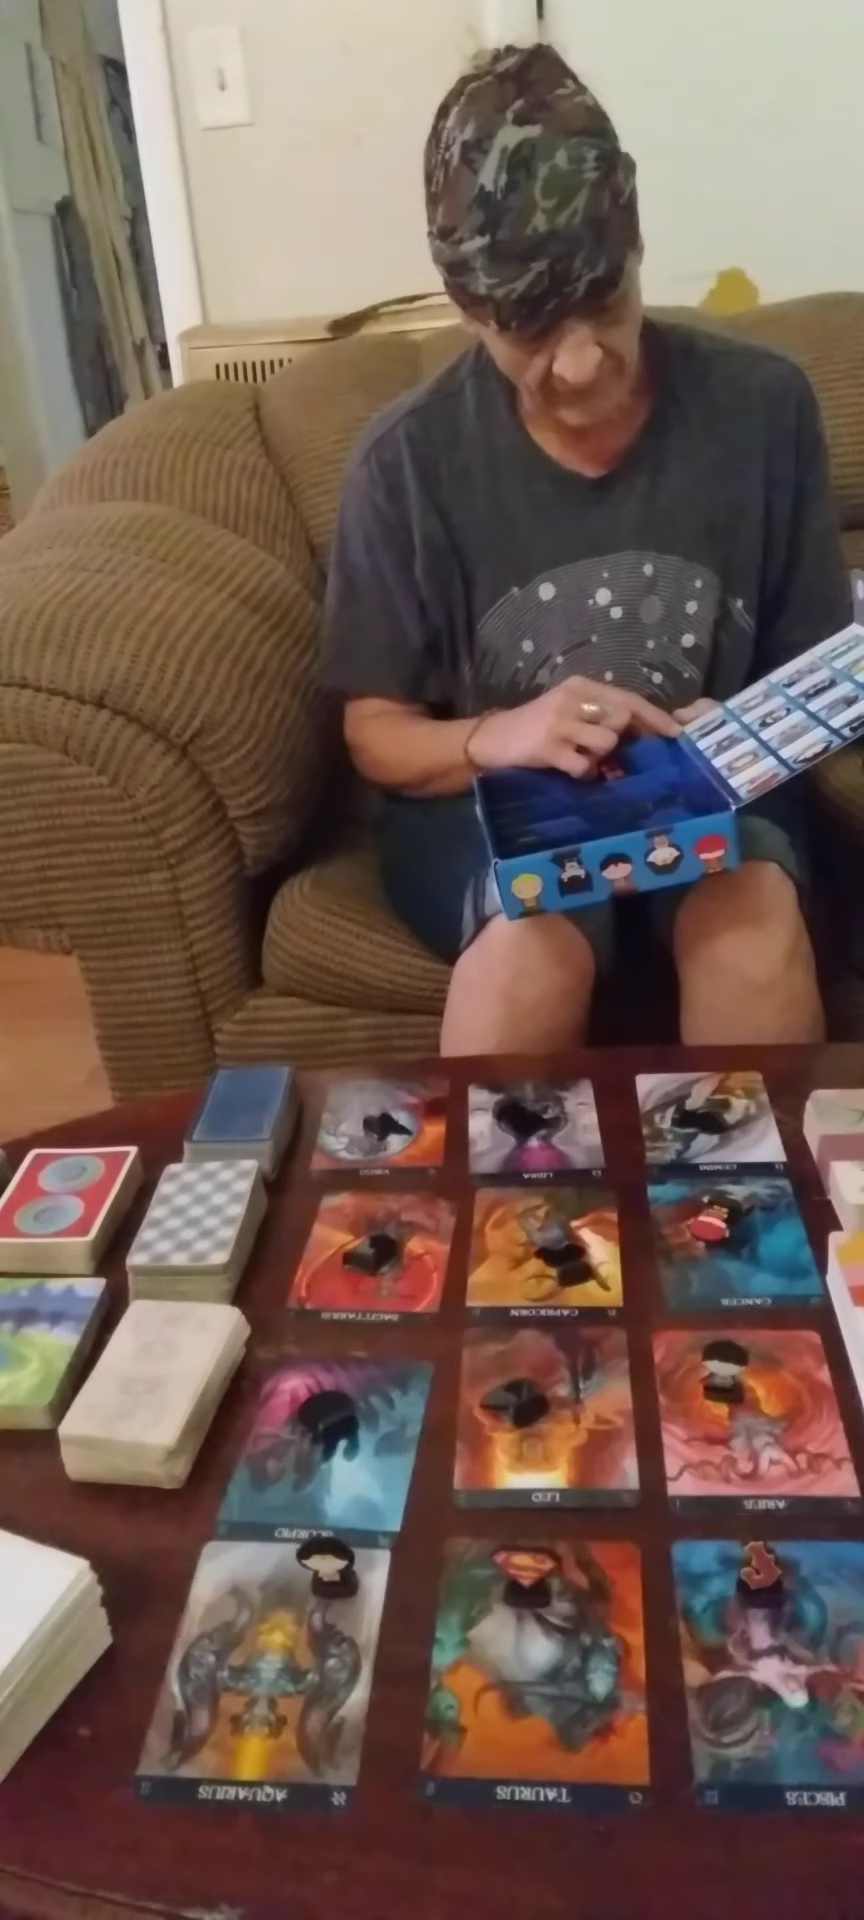 VIRGO
LIBRA
GEMINI
SAGITTARIUS
CAPRICORN
CANCER
SCORPIO
LEO
ARIES
AQUARIUS
TAURUS
PISCES